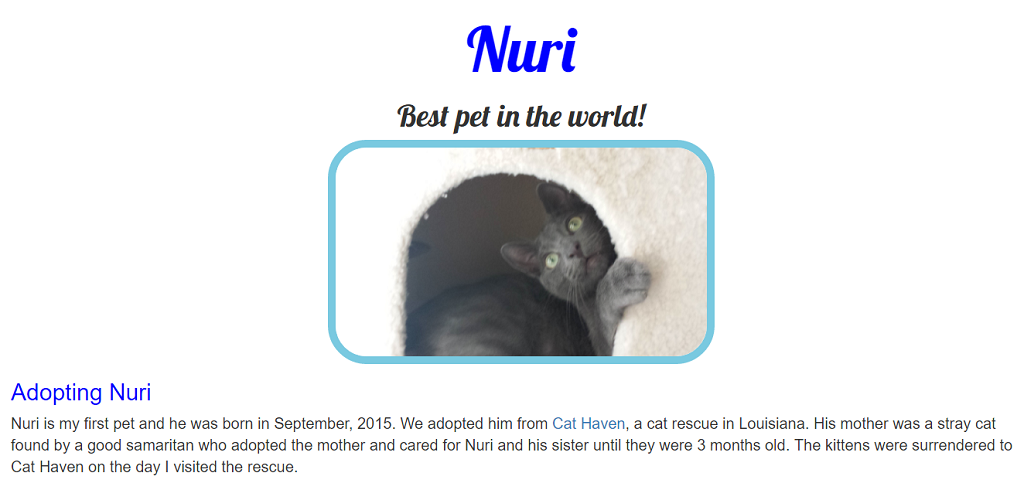 Nuri
Best pet in the world!
Adopting Nuri
Nuri is my first pet and he was born in September, 2015. We adopted him from Cat Haven, a cat rescue in Louisiana. His mother was a stray cat
found by a good samaritan who adopted the mother and cared for Nuri and his sister until they were 3 months old. The kittens were surrendered to
Cat Haven on the day I visited the rescue.